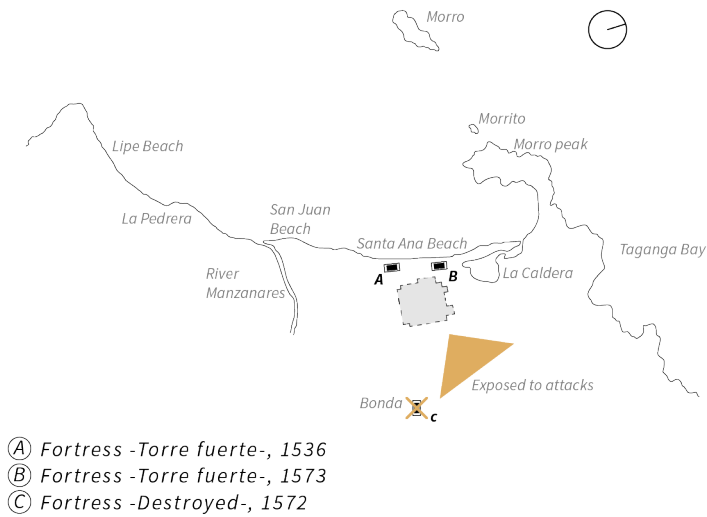 Morro
Morrito
Morro peak
Lipe Beach
La Pedrera
San Juan
Beach
Santa Ana Beach
Taganga Bay
River
Manzanares
La Caldera
A
B
Exposed to attacks
Bonda
C
A Fortress -Torre fuerte-, 1536
B Fortress -Torre fuerte-, 1573
C Fortress -Destroyed-, 1572